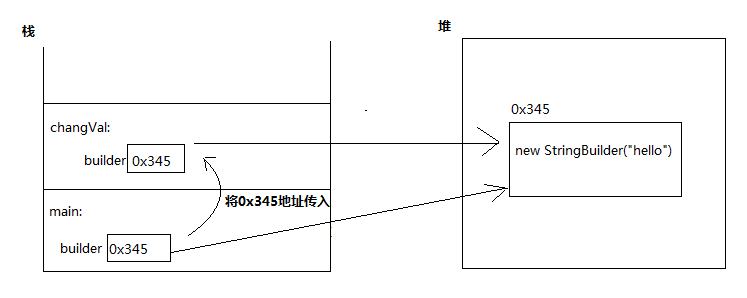 栈
堆
changVal:
builder 0x345
将0x345地址传入
main:
builder 0x345
0x345
new StringBuilder("hello")